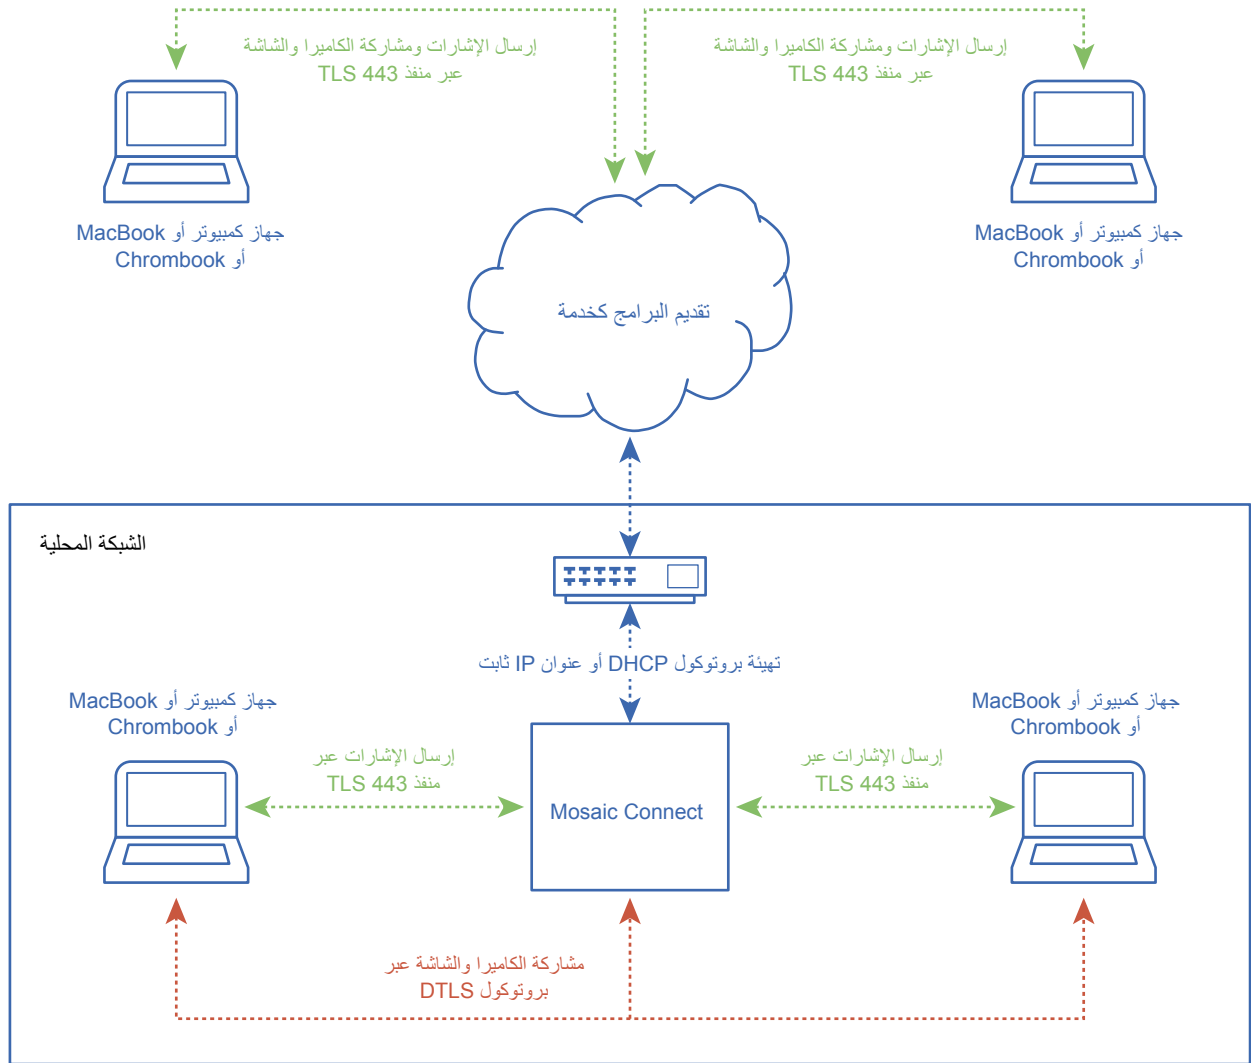 إرسال الإشارات ومشاركة الكاميرا والشاشة
عبر منفذ TLS 443
إرسال الإشارات ومشاركة الكاميرا والشاشة
عبر منفذ TLS 443
جهاز كمبيوتر أو MacBook
أو Chrombook
جهاز كمبيوتر أو MacBook
أو Chrombook
تقديم البرامج كخدمة
الشبكة المحلية
تهيئة بروتوكول DHCP أو عنوان IP ثابت
جهاز كمبيوتر أو MacBook
أو Chrombook
جهاز كمبيوتر أو MacBook
أو Chrombook
إرسال الإشارات عبر
منفذ TLS 443
إرسال الإشارات عبر
منفذ TLS 443
Mosaic Connect
مشاركة الكاميرا والشاشة عبر
بروتوكول DTLS